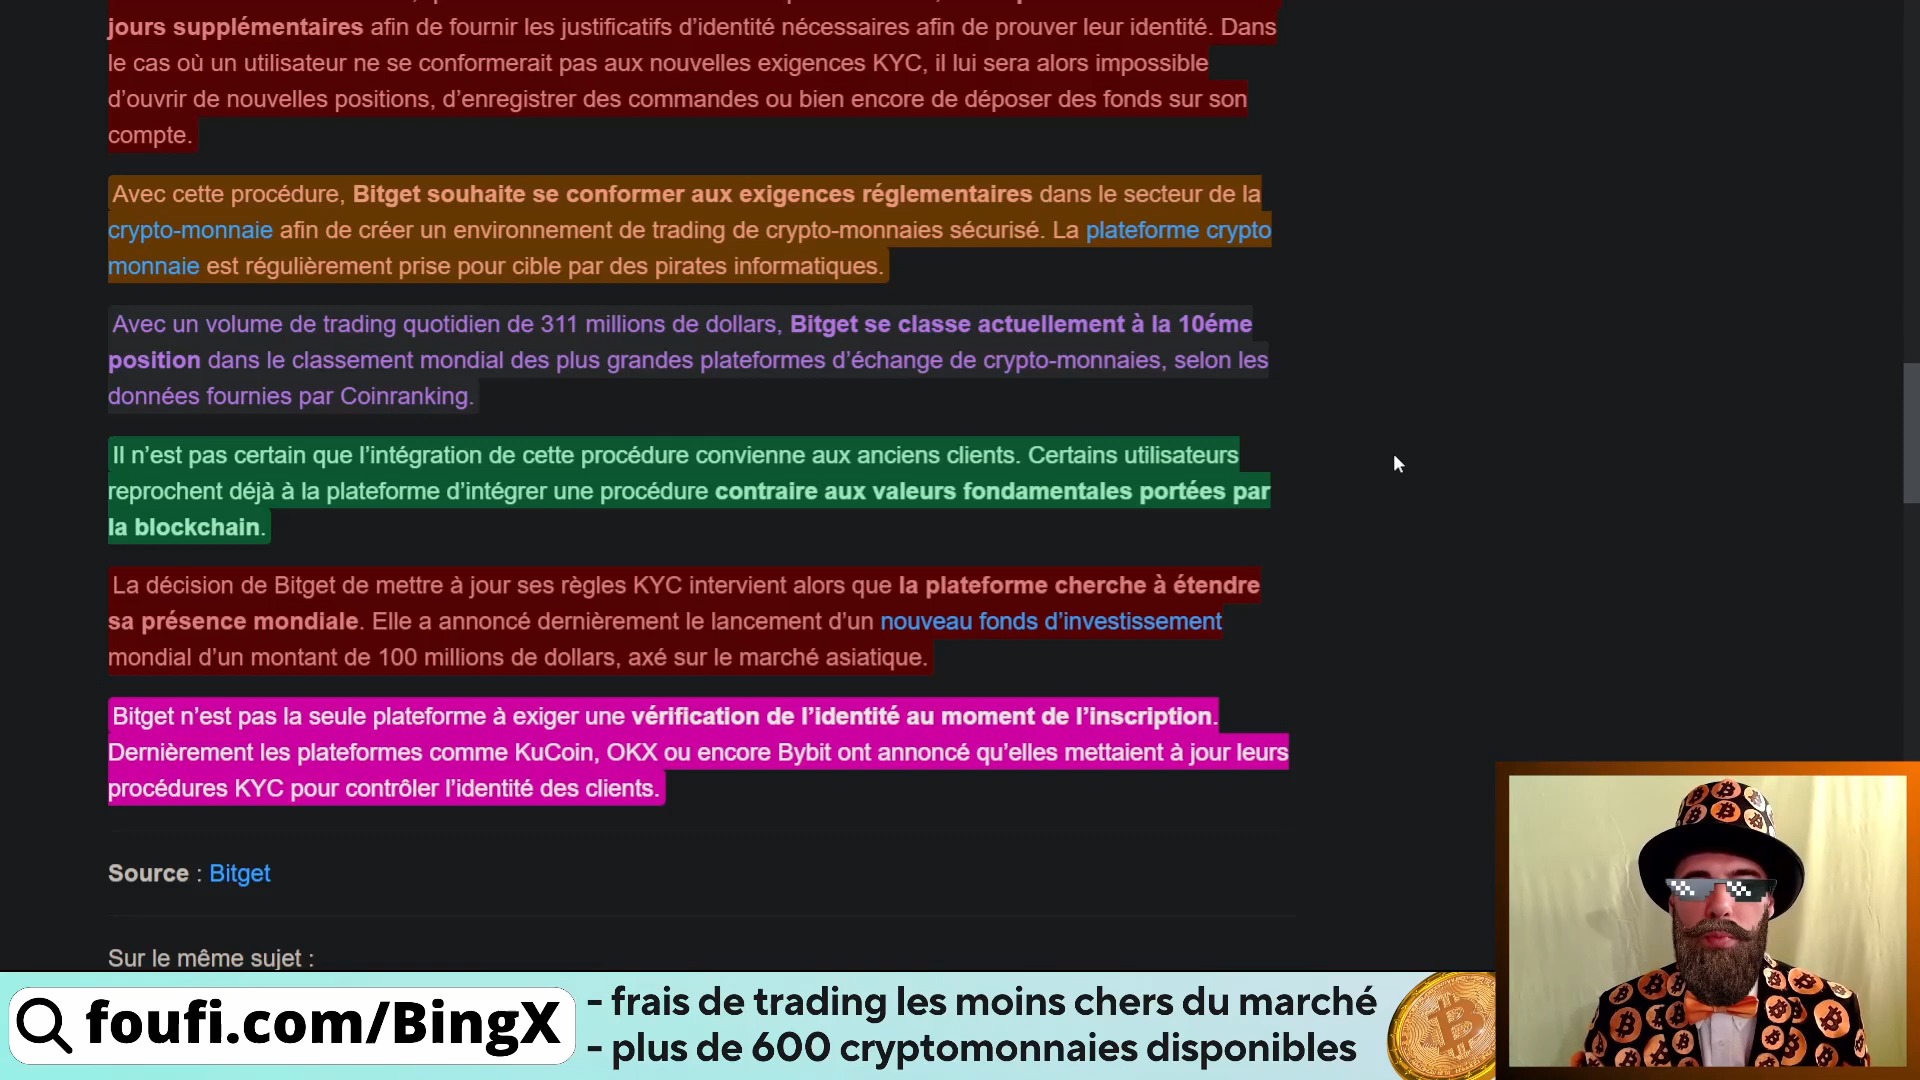 jours supplémentaires afin de fournir les justificatifs d’identité nécessaires afin de prouver leur identité. Dans
le cas où un utilisateur ne se conformerait pas aux nouvelles exigences KYC, il lui sera alors impossible
d’ouvrir de nouvelles positions, d’enregistrer des commandes ou bien encore de déposer des fonds sur son
compte.
Avec cette procédure, Bitget souhaite se conformer aux exigences réglementaires dans le secteur de la
crypto-monnaie afin de créer un environnement de trading de crypto-monnaies sécurisé. La plateforme crypto
monnaie est régulièrement prise pour cible par des pirates informatiques.
Avec un volume de trading quotidien de 311 millions de dollars, Bitget se classe actuellement à la 10éme
position dans le classement mondial des plus grandes plateformes d’échange de crypto-monnaies, selon les
données fournies par Coinranking.
Il n’est pas certain que l’intégration de cette procédure convienne aux anciens clients. Certains utilisateurs
reprochent déjà à la plateforme d’intégrer une procédure contraire aux valeurs fondamentales portées par
la blockchain.
La décision de Bitget de mettre à jour ses règles KYC intervient alors que la plateforme cherche à étendre
sa présence mondiale. Elle a annoncé dernièrement le lancement d’un nouveau fonds d’investissement
mondial d’un montant de 100 millions de dollars, axé sur le marché asiatique.
Bitget n’est pas la seule plateforme à exiger une vérification de l’identité au moment de l’inscription.
Dernièrement les plateformes comme KuCoin, OKX ou encore Bybit ont annoncé qu’elles mettaient à jour leurs
procédures KYC pour contrôler l’identité des clients.
Source : Bitget
Sur le même sujet :
foufi.com/BingX
- frais de trading les moins chers du marché
- plus de 600 cryptomonnaies disponibles